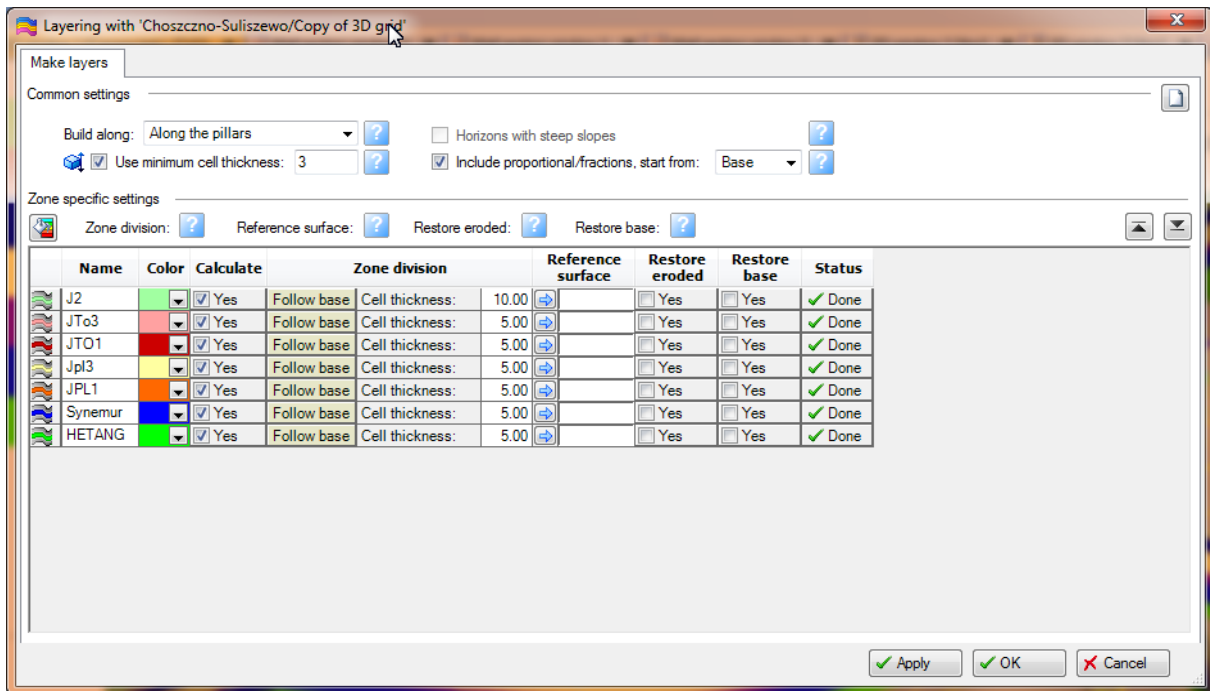 Layering with 'Choszczno-Suliszewo/Copy of 3D grid'
Make layers
Common settings
Build along: Along the pillars ? Horizons with steep slopes ?
Use minimum cell thickness: 3 ? Include proportional/fractions, start from: Base ?
Zone specific settings
Zone division: ? Reference surface: ? Restore eroded: ? Restore base: ?
Name Color Calculate Zone division Reference surface Restore eroded Restore base Status
J2 Yes Follow base Cell thickness: 10.00 Yes Yes Done
JTo3 Yes Follow base Cell thickness: 5.00 Yes Yes Done
JTO1 Yes Follow base Cell thickness: 5.00 Yes Yes Done
Jpl3 Yes Follow base Cell thickness: 5.00 Yes Yes Done
JPL1 Yes Follow base Cell thickness: 5.00 Yes Yes Done
Synemur Yes Follow base Cell thickness: 5.00 Yes Yes Done
HETANG Yes Follow base Cell thickness: 5.00 Yes Yes Done
Apply OK Cancel